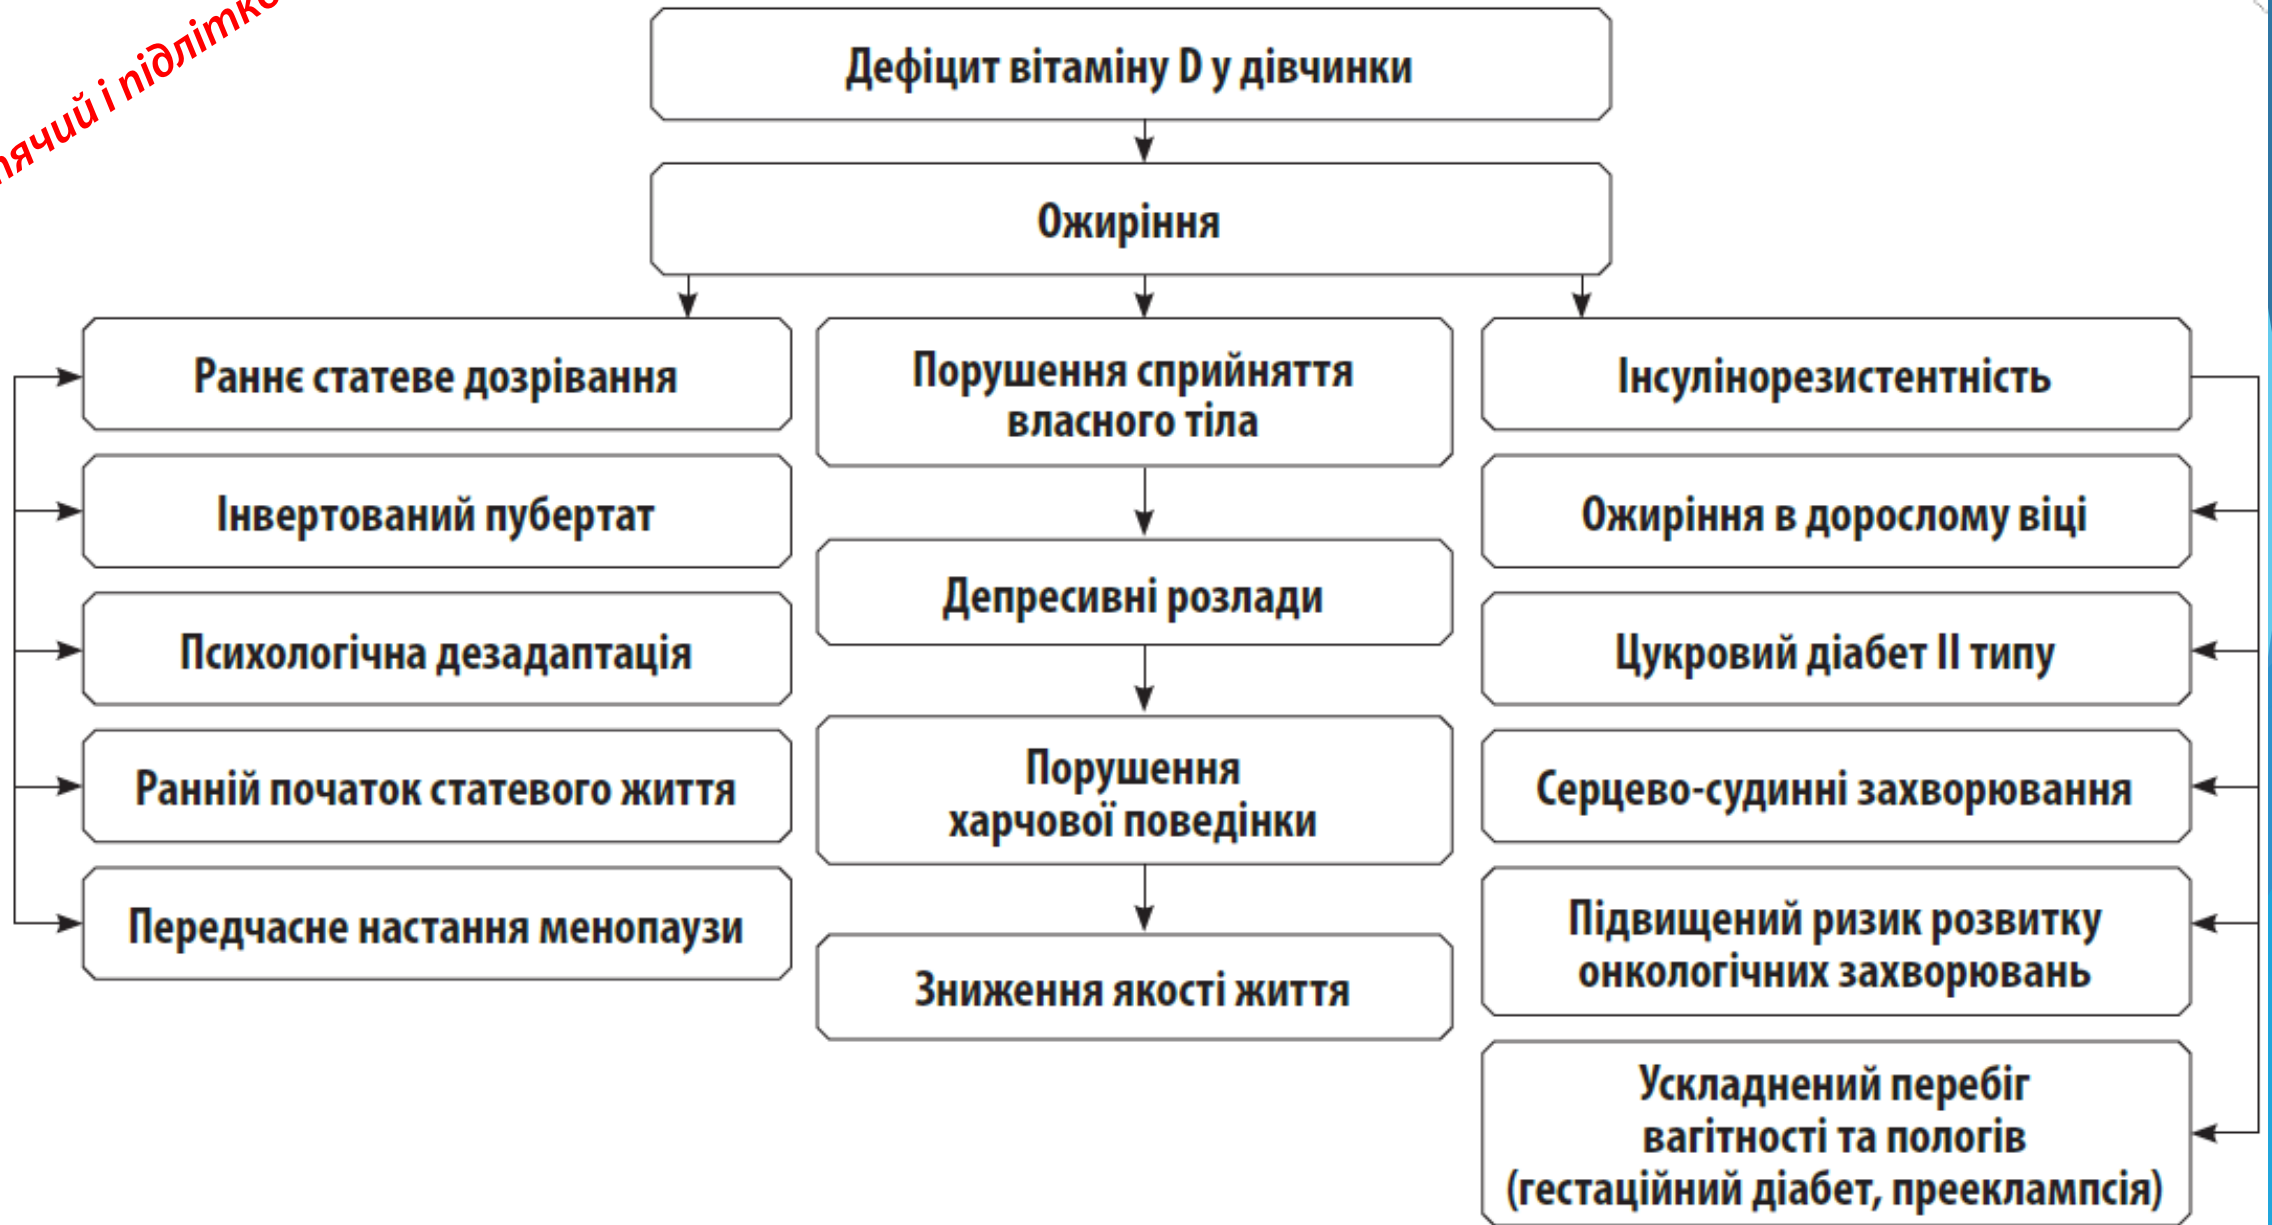 і
Дефіцит вітаміну D у дівчинки
Ожиріння
Раннє статеве дозрівання
Інвертований пубертат
Психологічна дезадаптація
Ранній початок статевого життя
Передчасне настання менопаузи
Порушення сприйняття
власного тіла
Депресивні розлади
Порушення
харчової поведінки
Зниження якості життя
Інсулінорезистентність
Ожиріння в дорослому віці
Цукровий діабет II типу
Серцево-судинні захворювання
Підвищений ризик розвитку
онкологічних захворювань
Ускладнений перебіг
вагітності та пологів
(гестаційний діабет, прееклампсія)